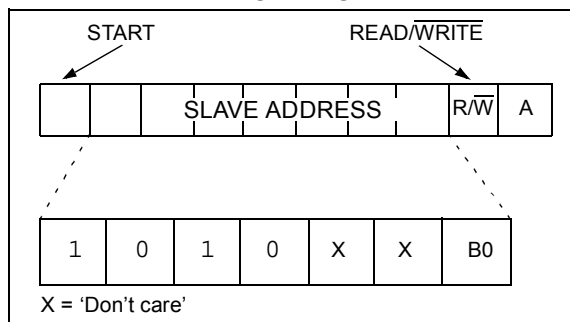 START READ/WRITE
SLAVE ADDRESS R/W A
1 0 1 0 X X B0
X = ‘Don’t care’